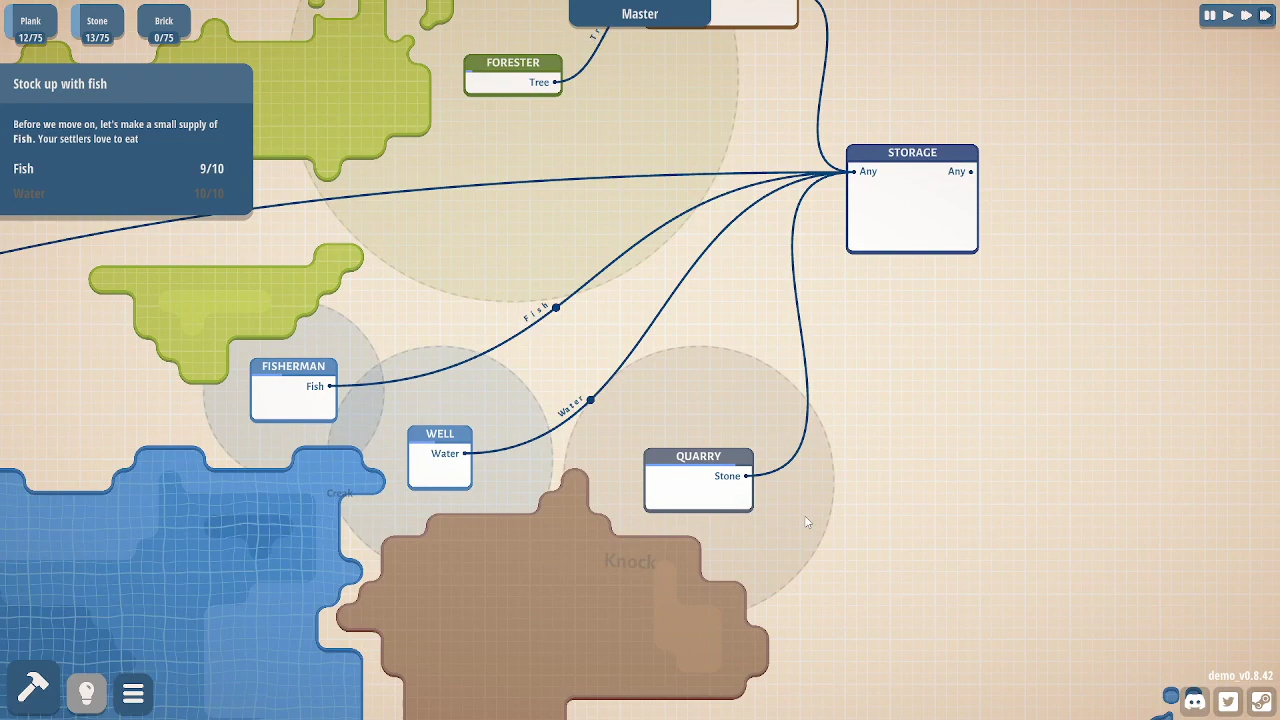 Plank
12/75
Stone
13/75
Brick
0/75
Master
Stock up with fish
Before we move on, let's make a small supply of
Fish. Your settlers love to eat
Fish 9/10
Water 10/10
FORESTER
Tree
Tr
STORAGE
Any Any
Fish
FISHERMAN
Fish
Water
WELL
Water
QUARRY
Stone
Creak
Knock
demo_v0.8.42